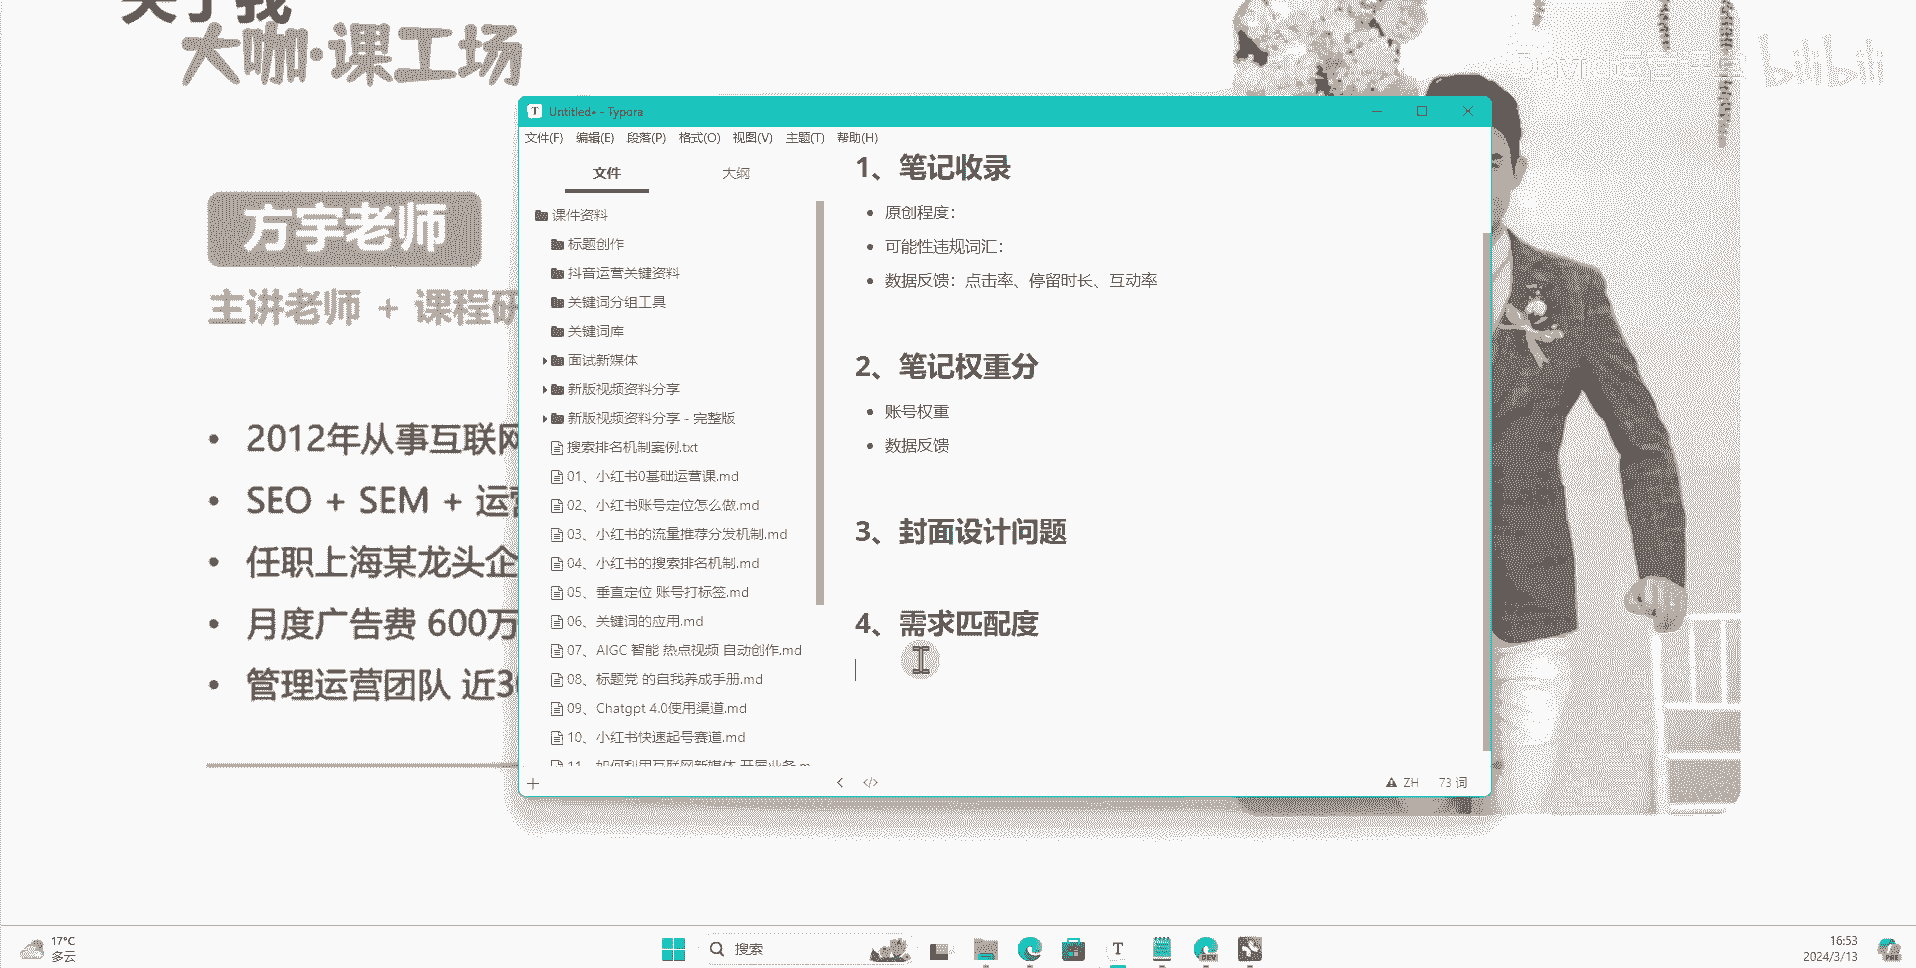 关于我
大咖·课工场
bilibili
方宇老师
主讲老师 + 课程研
2012年从事互联网
SEO + SEM + 运营
任职上海某龙头企
月度广告费 600万
管理运营团队 近30
Untitled• - Typora
文件(F) 编辑(E) 段落(P) 格式(O) 视图(V) 主题(T) 帮助(H)
文件 大纲
课件资料
标题创作
抖音运营关键资料
关键词分组工具
关键词库
面试新媒体
新版视频资料分享
新版视频资料分享 - 完整版
搜索排名机制案例.txt
01、小红书0基础运营课.md
02、小红书账号定位怎么做.md
03、小红书的流量推荐分发机制.md
04、小红书的搜索排名机制.md
05、垂直定位 账号打标签.md
06、关键词的应用.md
07、AIGC 智能 热点视频 自动创作.md
08、标题党 的自我养成手册.md
09、Chatgpt 4.0使用渠道.md
10、小红书快速起号赛道.md
11、如何利用互联网新媒体 开展业务.m
1、笔记收录
原创程度：
可能性违规词汇：
数据反馈：点击率、停留时长、互动率
2、笔记权重分
账号权重
数据反馈
3、封面设计问题
4、需求匹配度
ZH 73 词
17°C
多云
搜索
T
DEV
16:53
2024/3/13
PRE